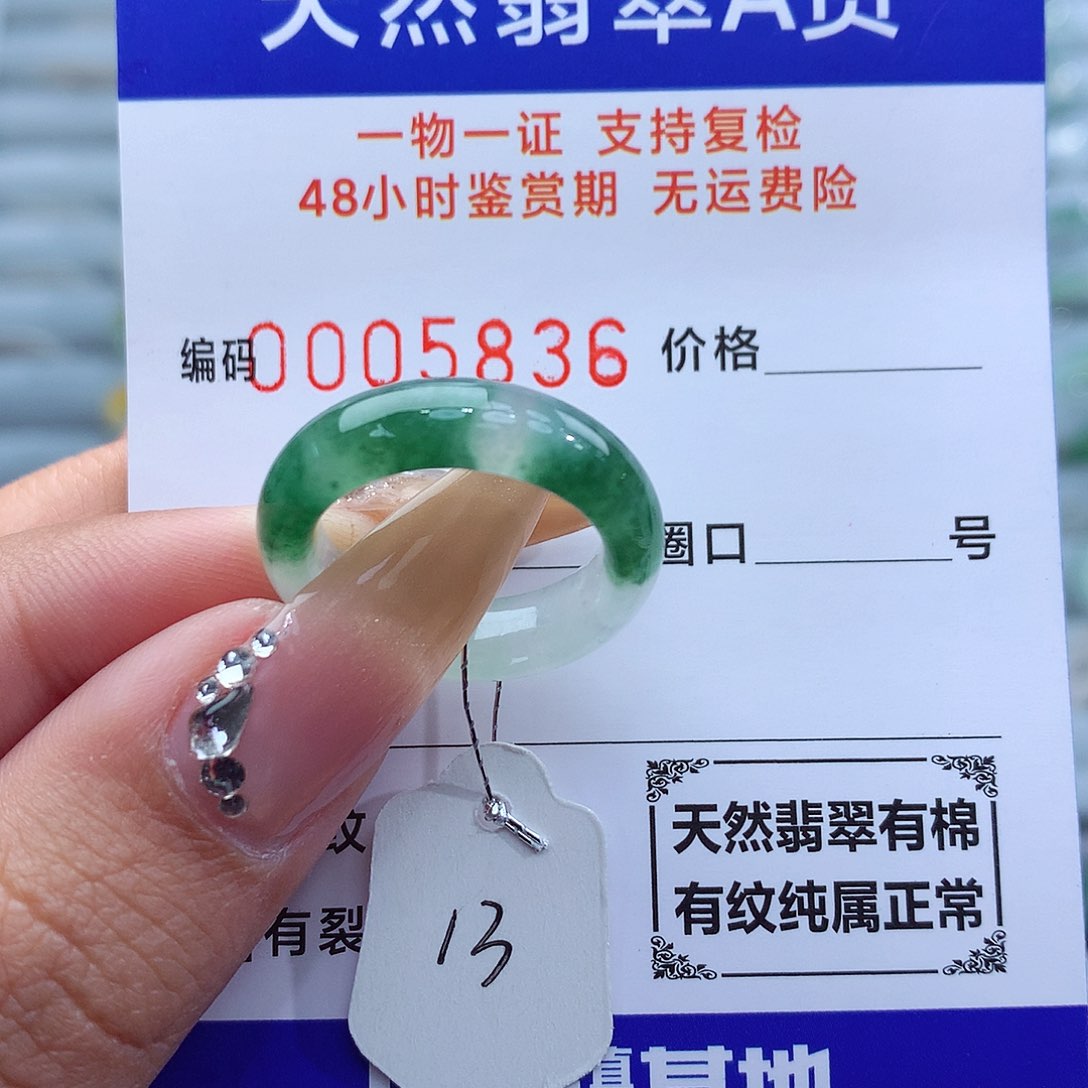 天然翡翠A货
一物一证 支持复检
48小时鉴赏期 无运费险
编码0005836 价格
圈口 号
纹
有裂
天然翡翠有棉
有纹纯属正常
13
基地